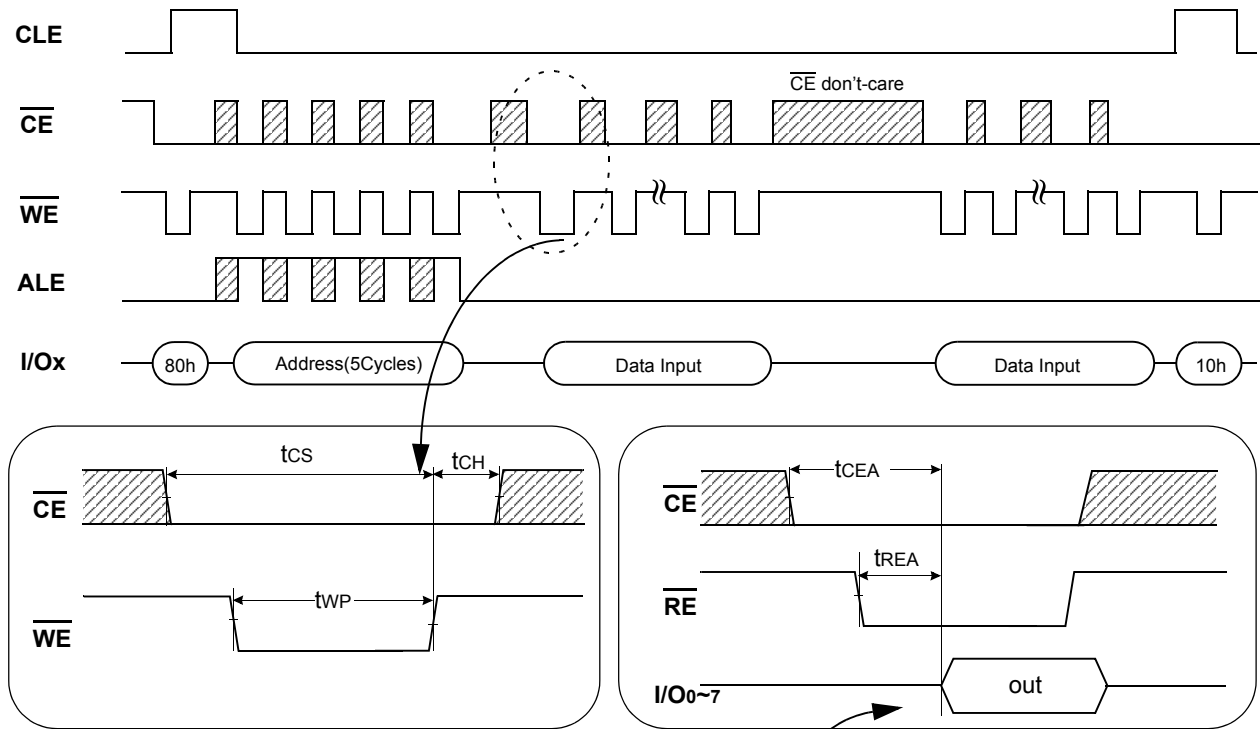 CLE
CE don't-care
CE
WE
ALE
I/Ox 80h Address(5Cycles) Data Input Data Input 10h
tCS tCH
CE
tWP
WE
tCEA
CE
tREA
RE
I/O0~7 out